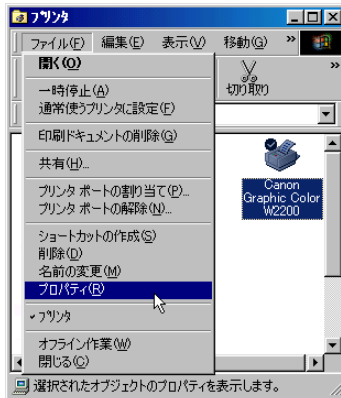 プリンタ
ファイル(F) 編集(E) 表示(V) 移動(G) »
開く(O)
切り取り
»
一時停止(A)
通常使うプリンタに設定(F)
印刷ドキュメントの削除(G)
共有(H)...
プリンタ ポートの割り当て(P)...
プリンタ ポートの解除(N)...
Canon
Graphic Color
W2200
ショートカットの作成(S)
削除(D)
名前の変更(M)
プロパティ(R)
プリンタ
オフライン作業(W)
閉じる(C)
選択されたオブジェクトのプロパティを表示します。